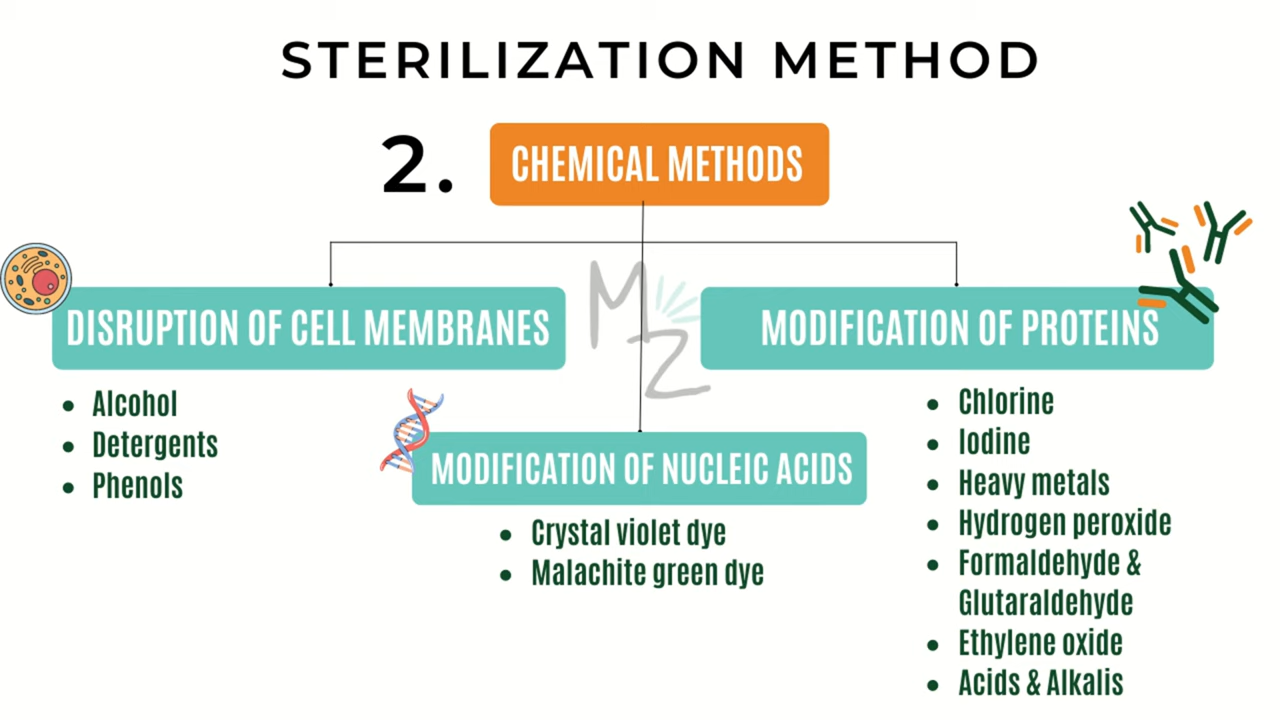 STERILIZATION METHOD
2.
CHEMICAL METHODS
DISRUPTION OF CELL MEMBRANES
• Alcohol
• Detergents
• Phenols
MZ
MODIFICATION OF NUCLEIC ACIDS
• Crystal violet dye
• Malachite green dye
MODIFICATION OF PROTEINS
• Chlorine
• Iodine
• Heavy metals
• Hydrogen peroxide
• Formaldehyde &
Glutaraldehyde
• Ethylene oxide
• Acids & Alkalis